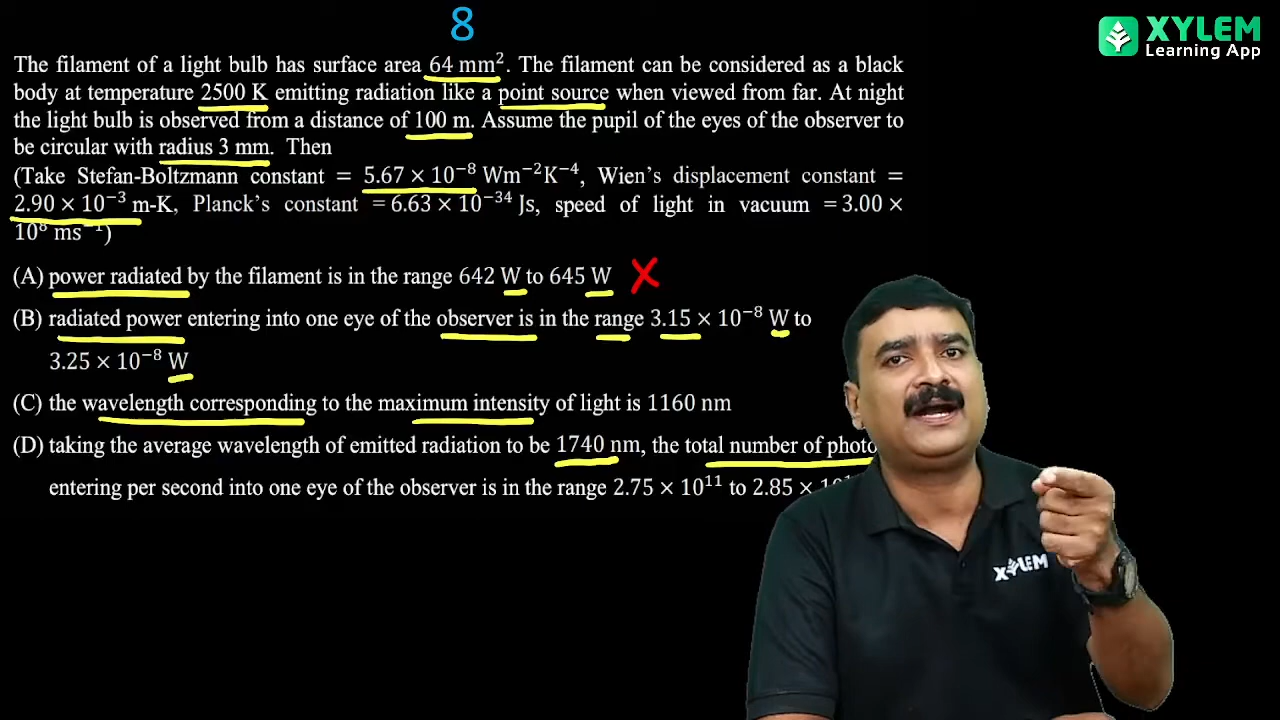 8
XYLEM
Learning App
The filament of a light bulb has surface area 64 mm². The filament can be considered as a black
body at temperature 2500 K emitting radiation like a point source when viewed from far. At night
the light bulb is observed from a distance of 100 m. Assume the pupil of the eyes of the observer to
be circular with radius 3 mm. Then
(Take Stefan-Boltzmann constant = 5.67 × 10⁻⁸ Wm⁻²K⁻⁴, Wien's displacement constant =
2.90 × 10⁻³ m-K, Planck's constant = 6.63 × 10⁻³⁴ Js, speed of light in vacuum = 3.00 ×
10⁸ ms⁻¹)
(A) power radiated by the filament is in the range 642 W to 645 W
(B) radiated power entering into one eye of the observer is in the range 3.15 × 10⁻⁸ W to
3.25 × 10⁻⁸ W
(C) the wavelength corresponding to the maximum intensity of light is 1160 nm
(D) taking the average wavelength of emitted radiation to be 1740 nm, the total number of
entering per second into one eye of the observer is in the range 2.75 × 10¹¹ to 2.85 ×
XYLEM